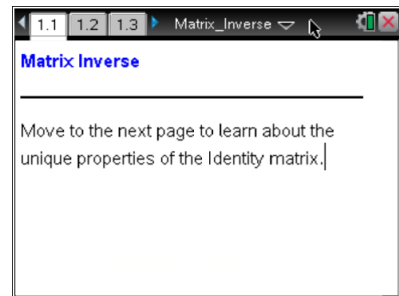 1.1 1.2 1.3 Matrix_Inverse
Matrix Inverse
Move to the next page to learn about the
unique properties of the Identity matrix.